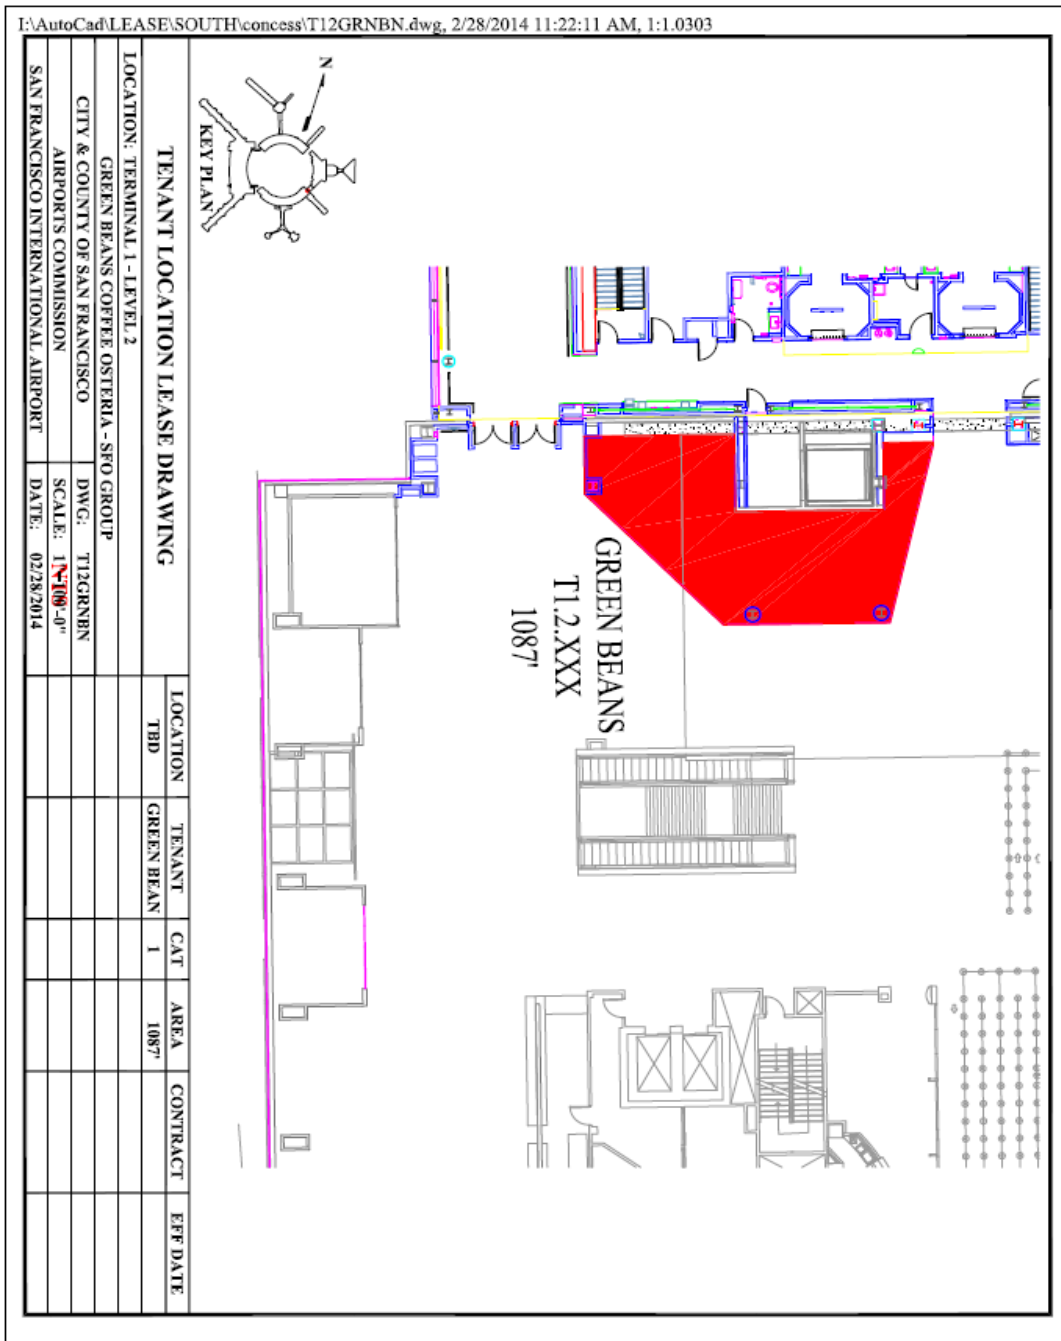 I:\AutoCad\LEASE\SOUTH\concess\T12GRNBN.dwg, 2/28/2014 11:22:11 AM, 1:1.0303
N
KEY PLAN
GREEN BEANS
T1.2.XXX
1087'
TENANT LOCATION LEASE DRAWING
LOCATION: TERMINAL 1 - LEVEL 2
GREEN BEANS COFFEE OSTERIA - SFO GROUP
CITY & COUNTY OF SAN FRANCISCO
AIRPORTS COMMISSION
SAN FRANCISCO INTERNATIONAL AIRPORT
DWG: T12GRNBN
SCALE: NTS
DATE: 02/28/2014
LOCATION TENANT CAT AREA CONTRACT EFF DATE
TBD GREEN BEAN 1 1087'